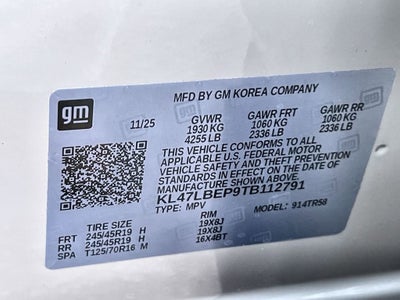 gm
MFD BY GM KOREA COMPANY
11/25 GVWR GAWR FRT GAWR RR
1930 KG 1060 KG 1060 KG
4255 LB 2336 LB 2336 LB
THIS VEHICLE CONFORMS TO ALL
APPLICABLE U.S. FEDERAL MOTOR
VEHICLE SAFETY AND THEFT PREVENTION
STANDARDS IN EFFECT ON THE DATE OF
MANUFACTURE SHOWN ABOVE.
KL47LBEP9TB112791
TYPE: MPV MODEL: 914TR58
TIRE SIZE RIM
FRT 245/45R19 H 19X8J
RR 245/45R19 H 19X8J
SPA T125/70R16 M 16X4BT